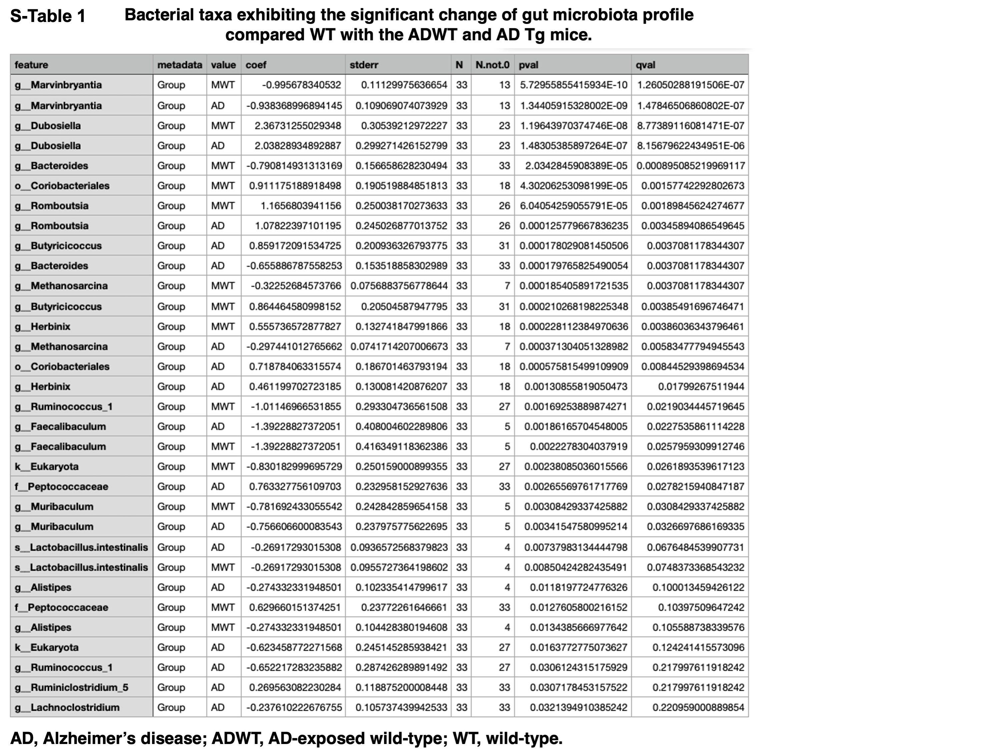 S-Table 1 Bacterial taxa exhibiting the significant change of gut microbiota profile
compared WT with the ADWT and AD Tg mice.
feature metadata value coef stderr N N.not.0 pval qval
g__Marvinbryantia Group MWT -0.995678340532 0.11129975636654 33 13 5.72955855415934E-10 1.26050288191506E-07
g__Marvinbryantia Group AD -0.938368996894145 0.109069074073929 33 13 1.34405915328002E-09 1.47846506860802E-07
g__Dubosiella Group MWT 2.36731255029348 0.30539212972227 33 23 1.19643970374746E-08 8.77389116081471E-07
g__Dubosiella Group AD 2.03828934892887 0.299271426152799 33 23 1.48305385897264E-07 8.15679622434951E-06
g__Bacteroides Group MWT -0.790814931313169 0.156658628230494 33 33 2.0342845908389E-05 0.000895085219969117
o__Coriobacteriales Group MWT 0.911175188918498 0.190519884851813 33 18 4.30206253098199E-05 0.00157742292802673
g__Romboutsia Group MWT 1.1656803941156 0.250038170273633 33 26 6.04054259055791E-05 0.00189845624274677
g__Romboutsia Group AD 1.07822397101195 0.245026877013752 33 26 0.000125779667836235 0.00345894086549645
g__Butyricicoccus Group AD 0.859172091534725 0.200936326793775 33 31 0.000178029081450506 0.0037081178344307
g__Bacteroides Group AD -0.655886787558253 0.153518858302989 33 33 0.000179765825490054 0.0037081178344307
g__Methanosarcina Group MWT -0.32252684573766 0.0756883756778644 33 7 0.000185405891721535 0.0037081178344307
g__Butyricicoccus Group MWT 0.864464580998152 0.20504587947795 33 31 0.000210268198225348 0.00385491696746471
g__Herbinix Group MWT 0.555736572877827 0.132741847991866 33 18 0.000228112384970636 0.00386036343796461
g__Methanosarcina Group AD -0.297441012765662 0.0741714207006673 33 7 0.000371304051328982 0.00583477794945543
o__Coriobacteriales Group AD 0.718784063315574 0.186701463793194 33 18 0.000575815499109909 0.00844529398694534
g__Herbinix Group AD 0.461199702723185 0.130081420876207 33 18 0.00130855819050473 0.01799267511944
g__Ruminococcus_1 Group MWT -1.01146966531855 0.293304736561508 33 27 0.00169253889874271 0.0219034445719645
g__Faecalibaculum Group AD -1.39228827372051 0.408004602289806 33 5 0.00186165704548005 0.0227535861114228
g__Faecalibaculum Group MWT -1.39228827372051 0.416349118362386 33 5 0.0022278304037919 0.0257959309912746
k__Eukaryota Group MWT -0.830182999695729 0.250159000899355 33 27 0.00238085036015566 0.0261893539617123
f__Peptococcaceae Group AD 0.763327756109703 0.232958152927636 33 33 0.00265569761717769 0.0278215940847187
g__Muribaculum Group MWT -0.781692433055542 0.242842859654158 33 5 0.00308429337425882 0.0308429337425882
g__Muribaculum Group AD -0.756606600083543 0.237975775622695 33 5 0.00341547580995214 0.0326697686169335
s__Lactobacillus.intestinalis Group AD -0.26917293015308 0.0936572568379823 33 4 0.00737983134444798 0.0676484539907731
s__Lactobacillus.intestinalis Group MWT -0.26917293015308 0.0955727364198602 33 4 0.00850424282435491 0.0748373368543232
g__Alistipes Group AD -0.274332331948501 0.102335414799617 33 4 0.0118197724776326 0.100013459426122
f__Peptococcaceae Group MWT 0.629660151374251 0.23772261646661 33 33 0.0127605800216152 0.10397509647242
g__Alistipes Group MWT -0.274332331948501 0.104428380194608 33 4 0.0134385666977642 0.105588738339576
k__Eukaryota Group AD -0.623458772271568 0.245145285938421 33 27 0.0163772775073627 0.124241415573096
g__Ruminococcus_1 Group AD -0.652217283235882 0.287426289891492 33 27 0.0306124315175929 0.217997611918242
g__Ruminiclostridium_5 Group AD 0.269563082230284 0.118875200008448 33 33 0.0307178453157522 0.217997611918242
g__Lachnoclostridium Group AD -0.237610222676755 0.105737439942533 33 33 0.0321394910385242 0.220959000889854
AD, Alzheimer’s disease; ADWT, AD-exposed wild-type; WT, wild-type.